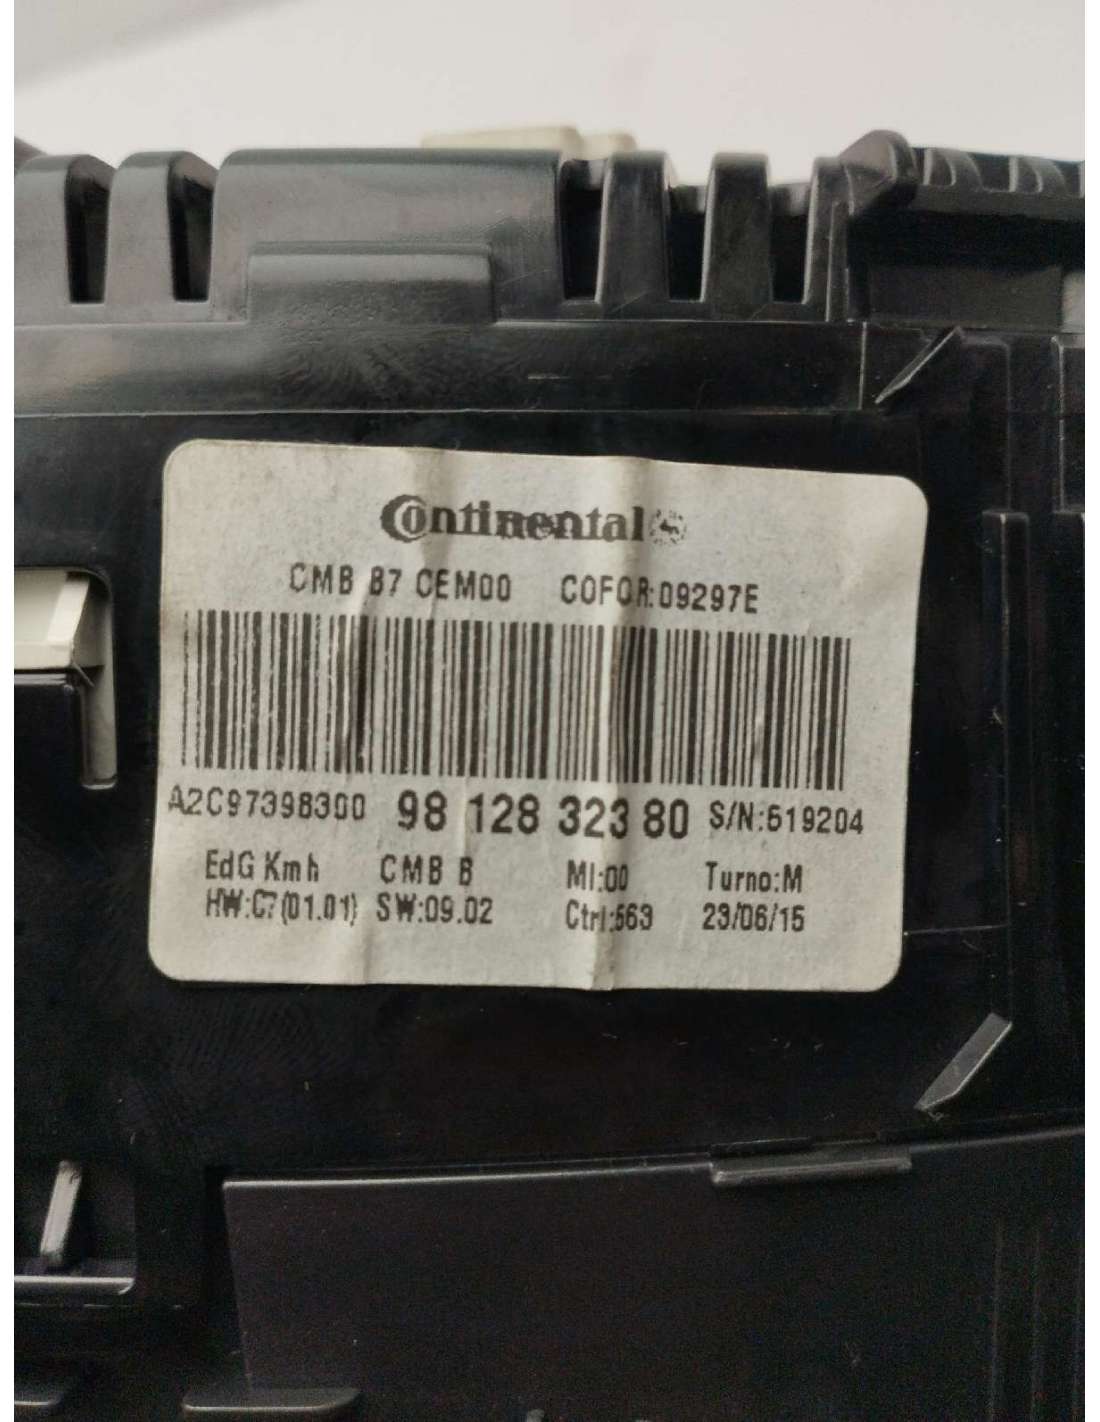 Continental
CMB B7 CEM00 COFOR:09297E
A2C97398300 98 128 323 80 S/N:619204
EdG Kmh CMB B MI:00 Turno:M
HW:C7(01.01) SW:09.02 Ctrl:563 23/06/15